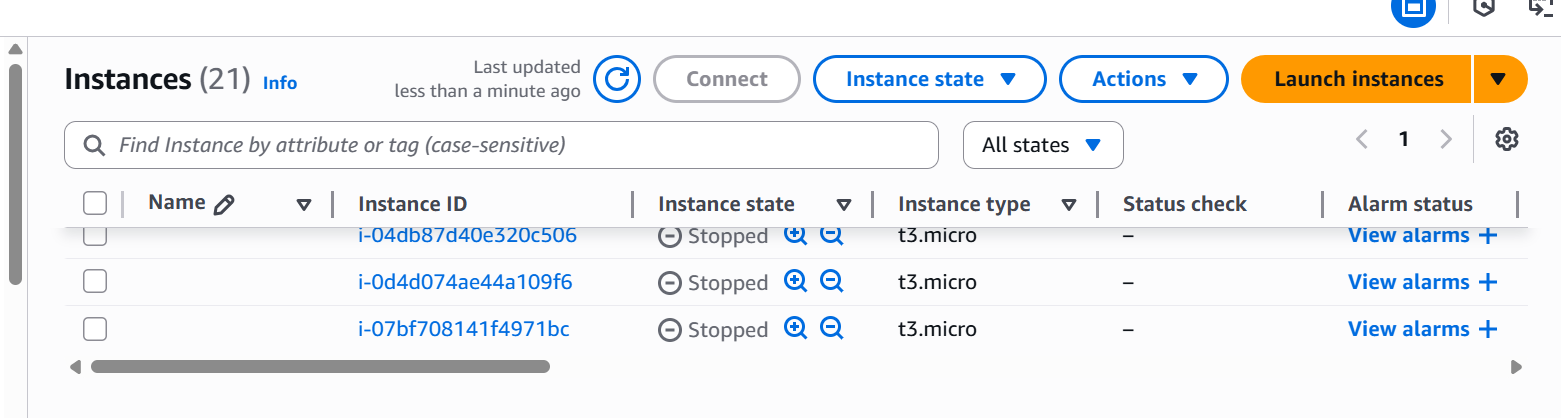 Instances (21) Info
Last updated
less than a minute ago
Connect
Instance state
Actions
Launch instances
Find Instance by attribute or tag (case-sensitive)
All states
1
Name Instance ID Instance state Instance type Status check Alarm status
i-04db87d40e320c506 Stopped t3.micro – View alarms +
i-0d4d074ae44a109f6 Stopped t3.micro – View alarms +
i-07bf708141f4971bc Stopped t3.micro – View alarms +